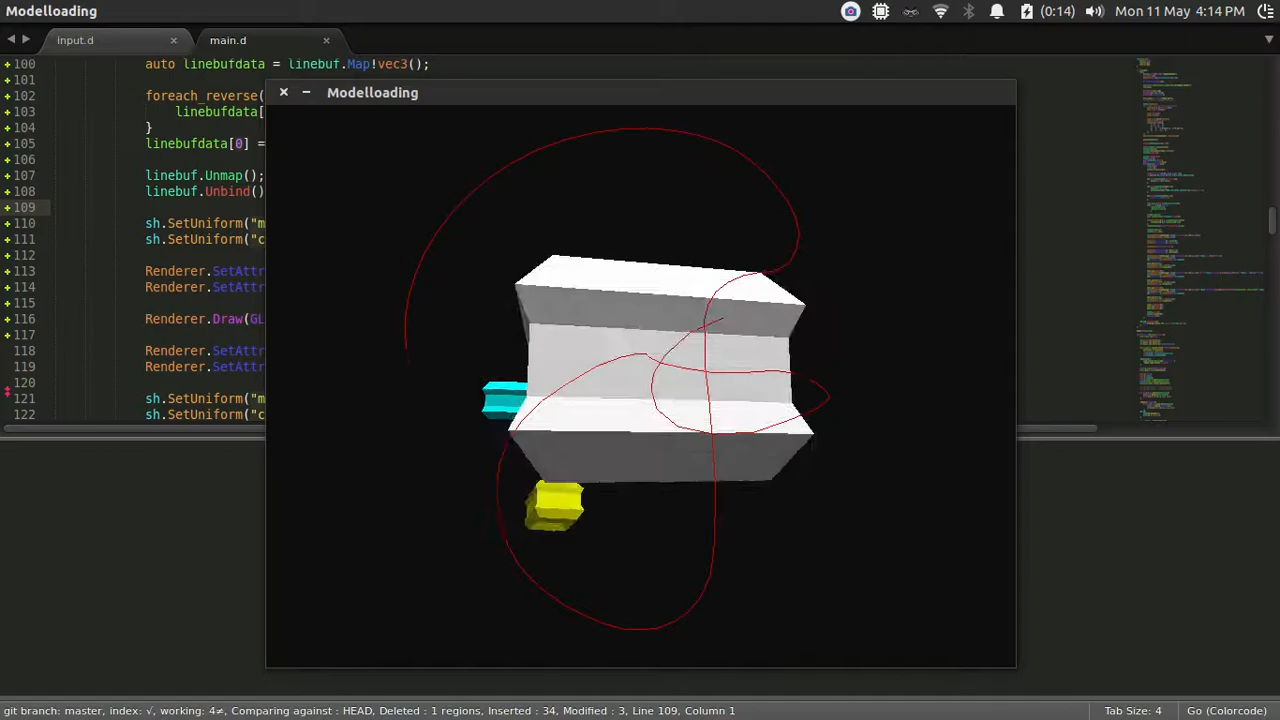 Modelloading
(0:14)
Mon 11 May 4:14 PM
input.d
main.d
100 auto linebufdata = linebuf.Map!vec3();
101
102 foreach_reverse(
103 linebufdata[
104 }
105 linebufdata[0] =
106
107 linebuf.Unmap();
108 linebuf.Unbind()
109
110 sh.SetUniform("m
111 sh.SetUniform("c
112
113 Renderer.SetAttr
114 Renderer.SetAttr
115
116 Renderer.Draw(GL
117
118 Renderer.SetAttr
119 Renderer.SetAttr
120
121 sh.SetUniform("m
122 sh.SetUniform("c
Modelloading
git branch: master, index: √, working: 4≠, Comparing against : HEAD, Deleted : 1 regions, Inserted : 34, Modified : 3, Line 109, Column 1
Tab Size: 4
Go (Colorcode)